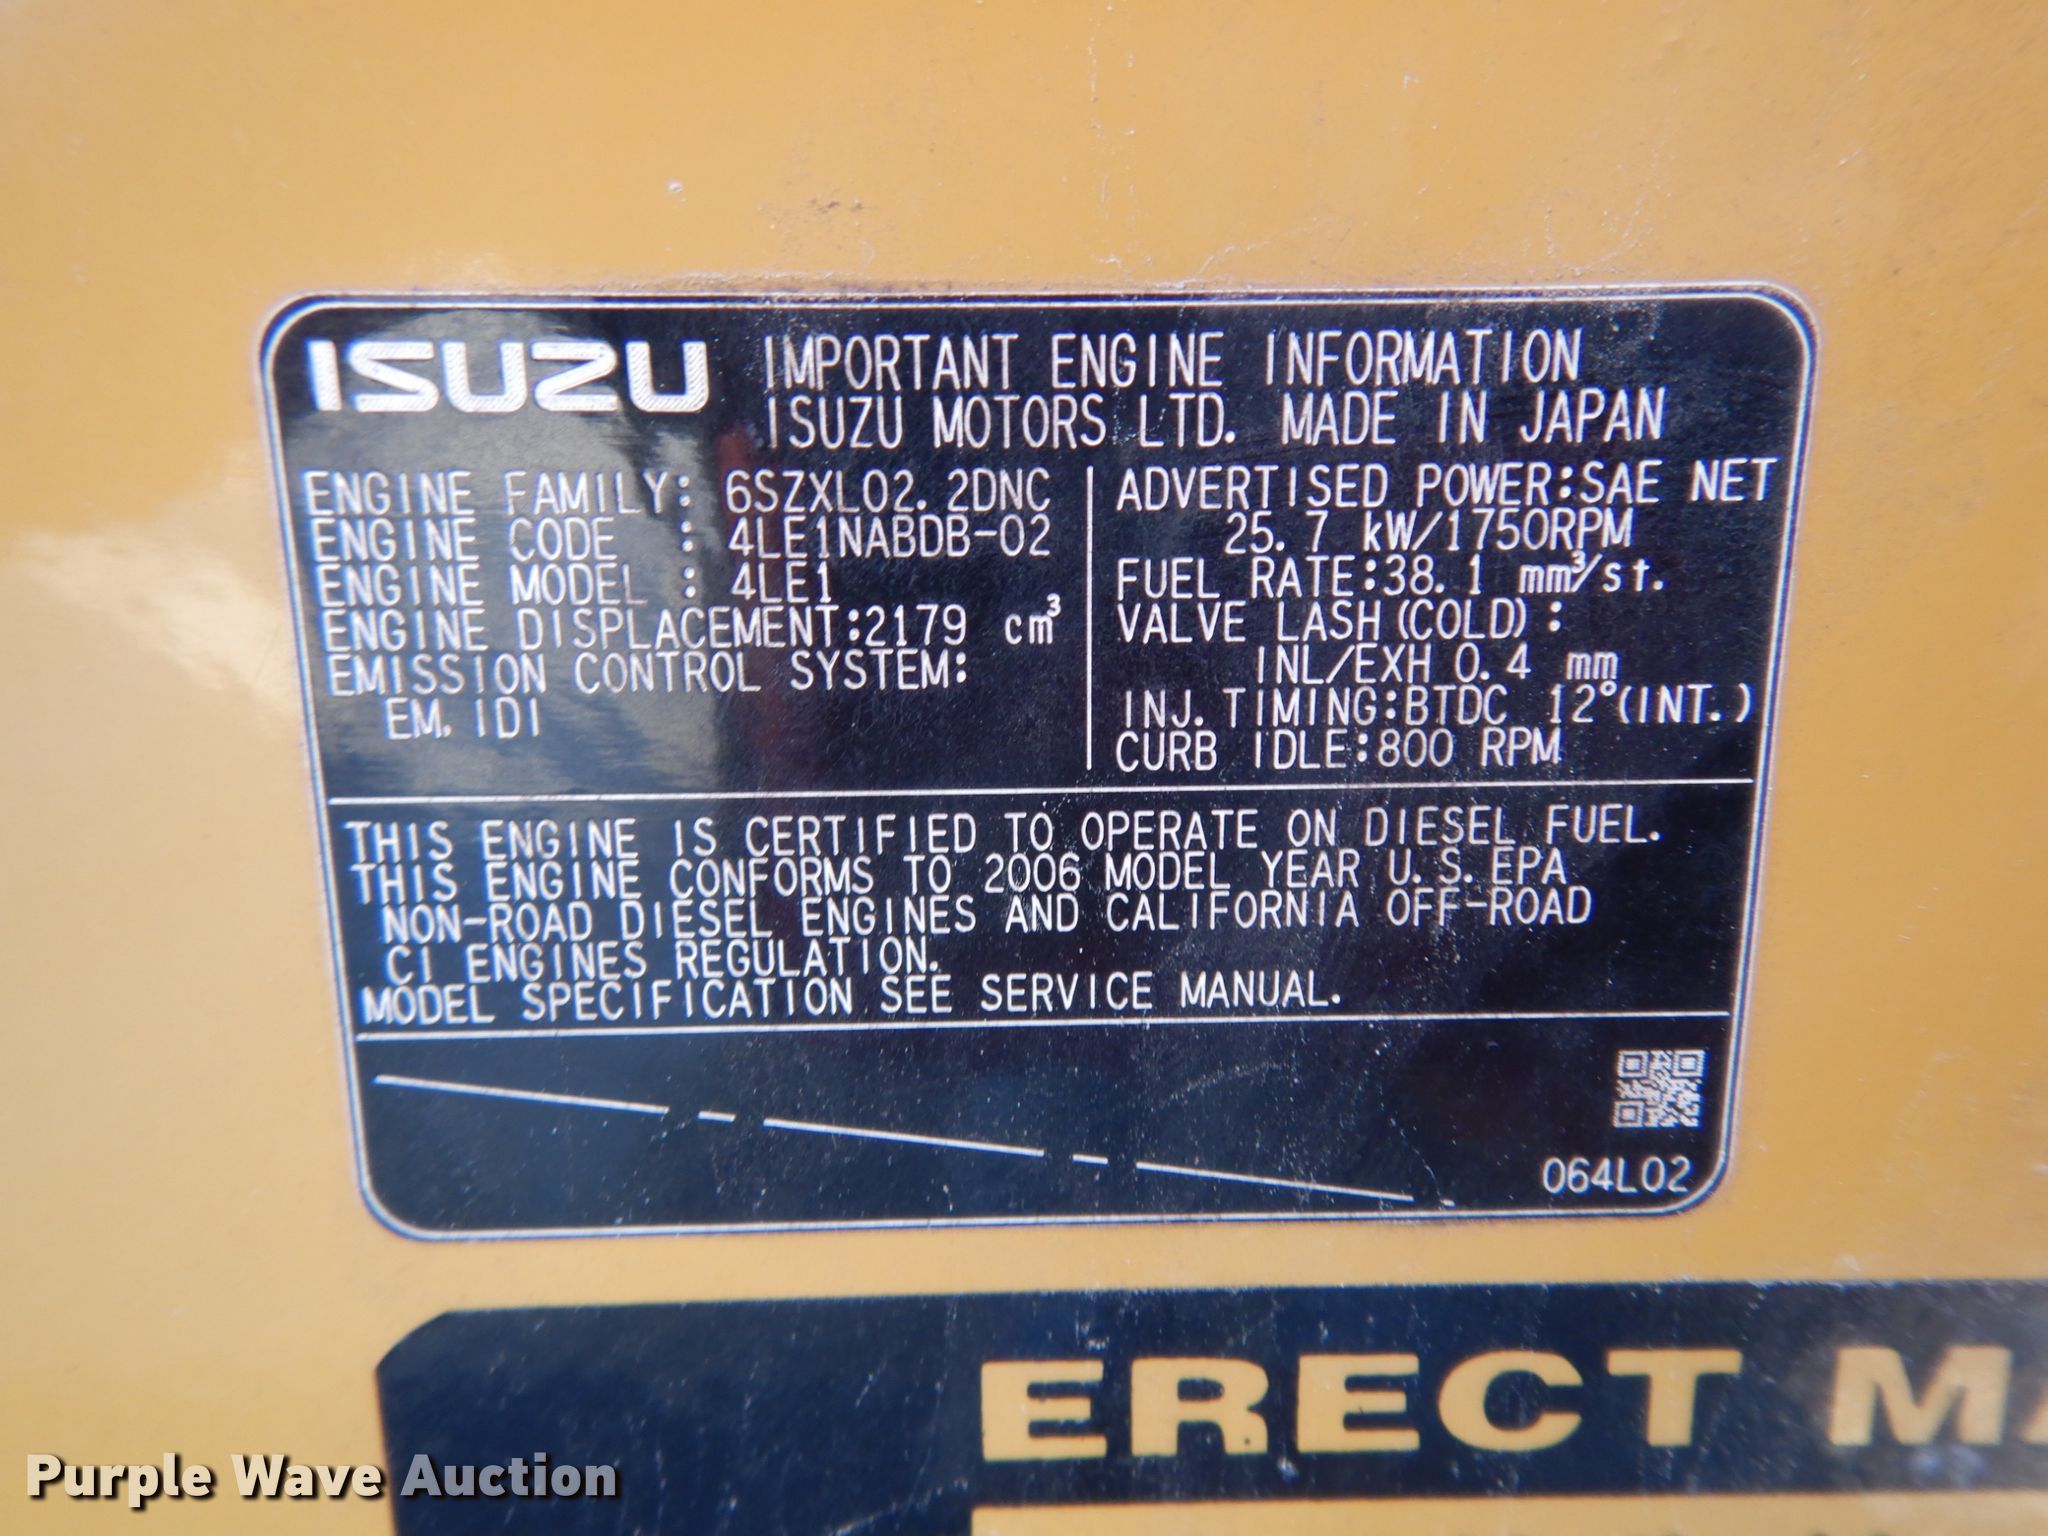 ISUZU
IMPORTANT ENGINE INFORMATION
ISUZU MOTORS LTD. MADE IN JAPAN
ENGINE FAMILY: 6SZXL02.2DNC
ENGINE CODE : 4LE1NABDB-02
ENGINE MODEL : 4LE1
ENGINE DISPLACEMENT:2179 cm³
EMISSION CONTROL SYSTEM:
EM. IDI
ADVERTISED POWER:SAE NET
25.7 kW/1750RPM
FUEL RATE:38.1 mm³/st.
VALVE LASH(COLD):
INL/EXH 0.4 mm
INJ. TIMING:BTDC 12°(INT.)
CURB IDLE:800 RPM
THIS ENGINE IS CERTIFIED TO OPERATE ON DIESEL FUEL.
THIS ENGINE CONFORMS TO 2006 MODEL YEAR U.S.EPA
NON-ROAD DIESEL ENGINES AND CALIFORNIA OFF-ROAD
CI ENGINES REGULATION.
MODEL SPECIFICATION SEE SERVICE MANUAL.
064L02
ERECT MA
Purple Wave Auction